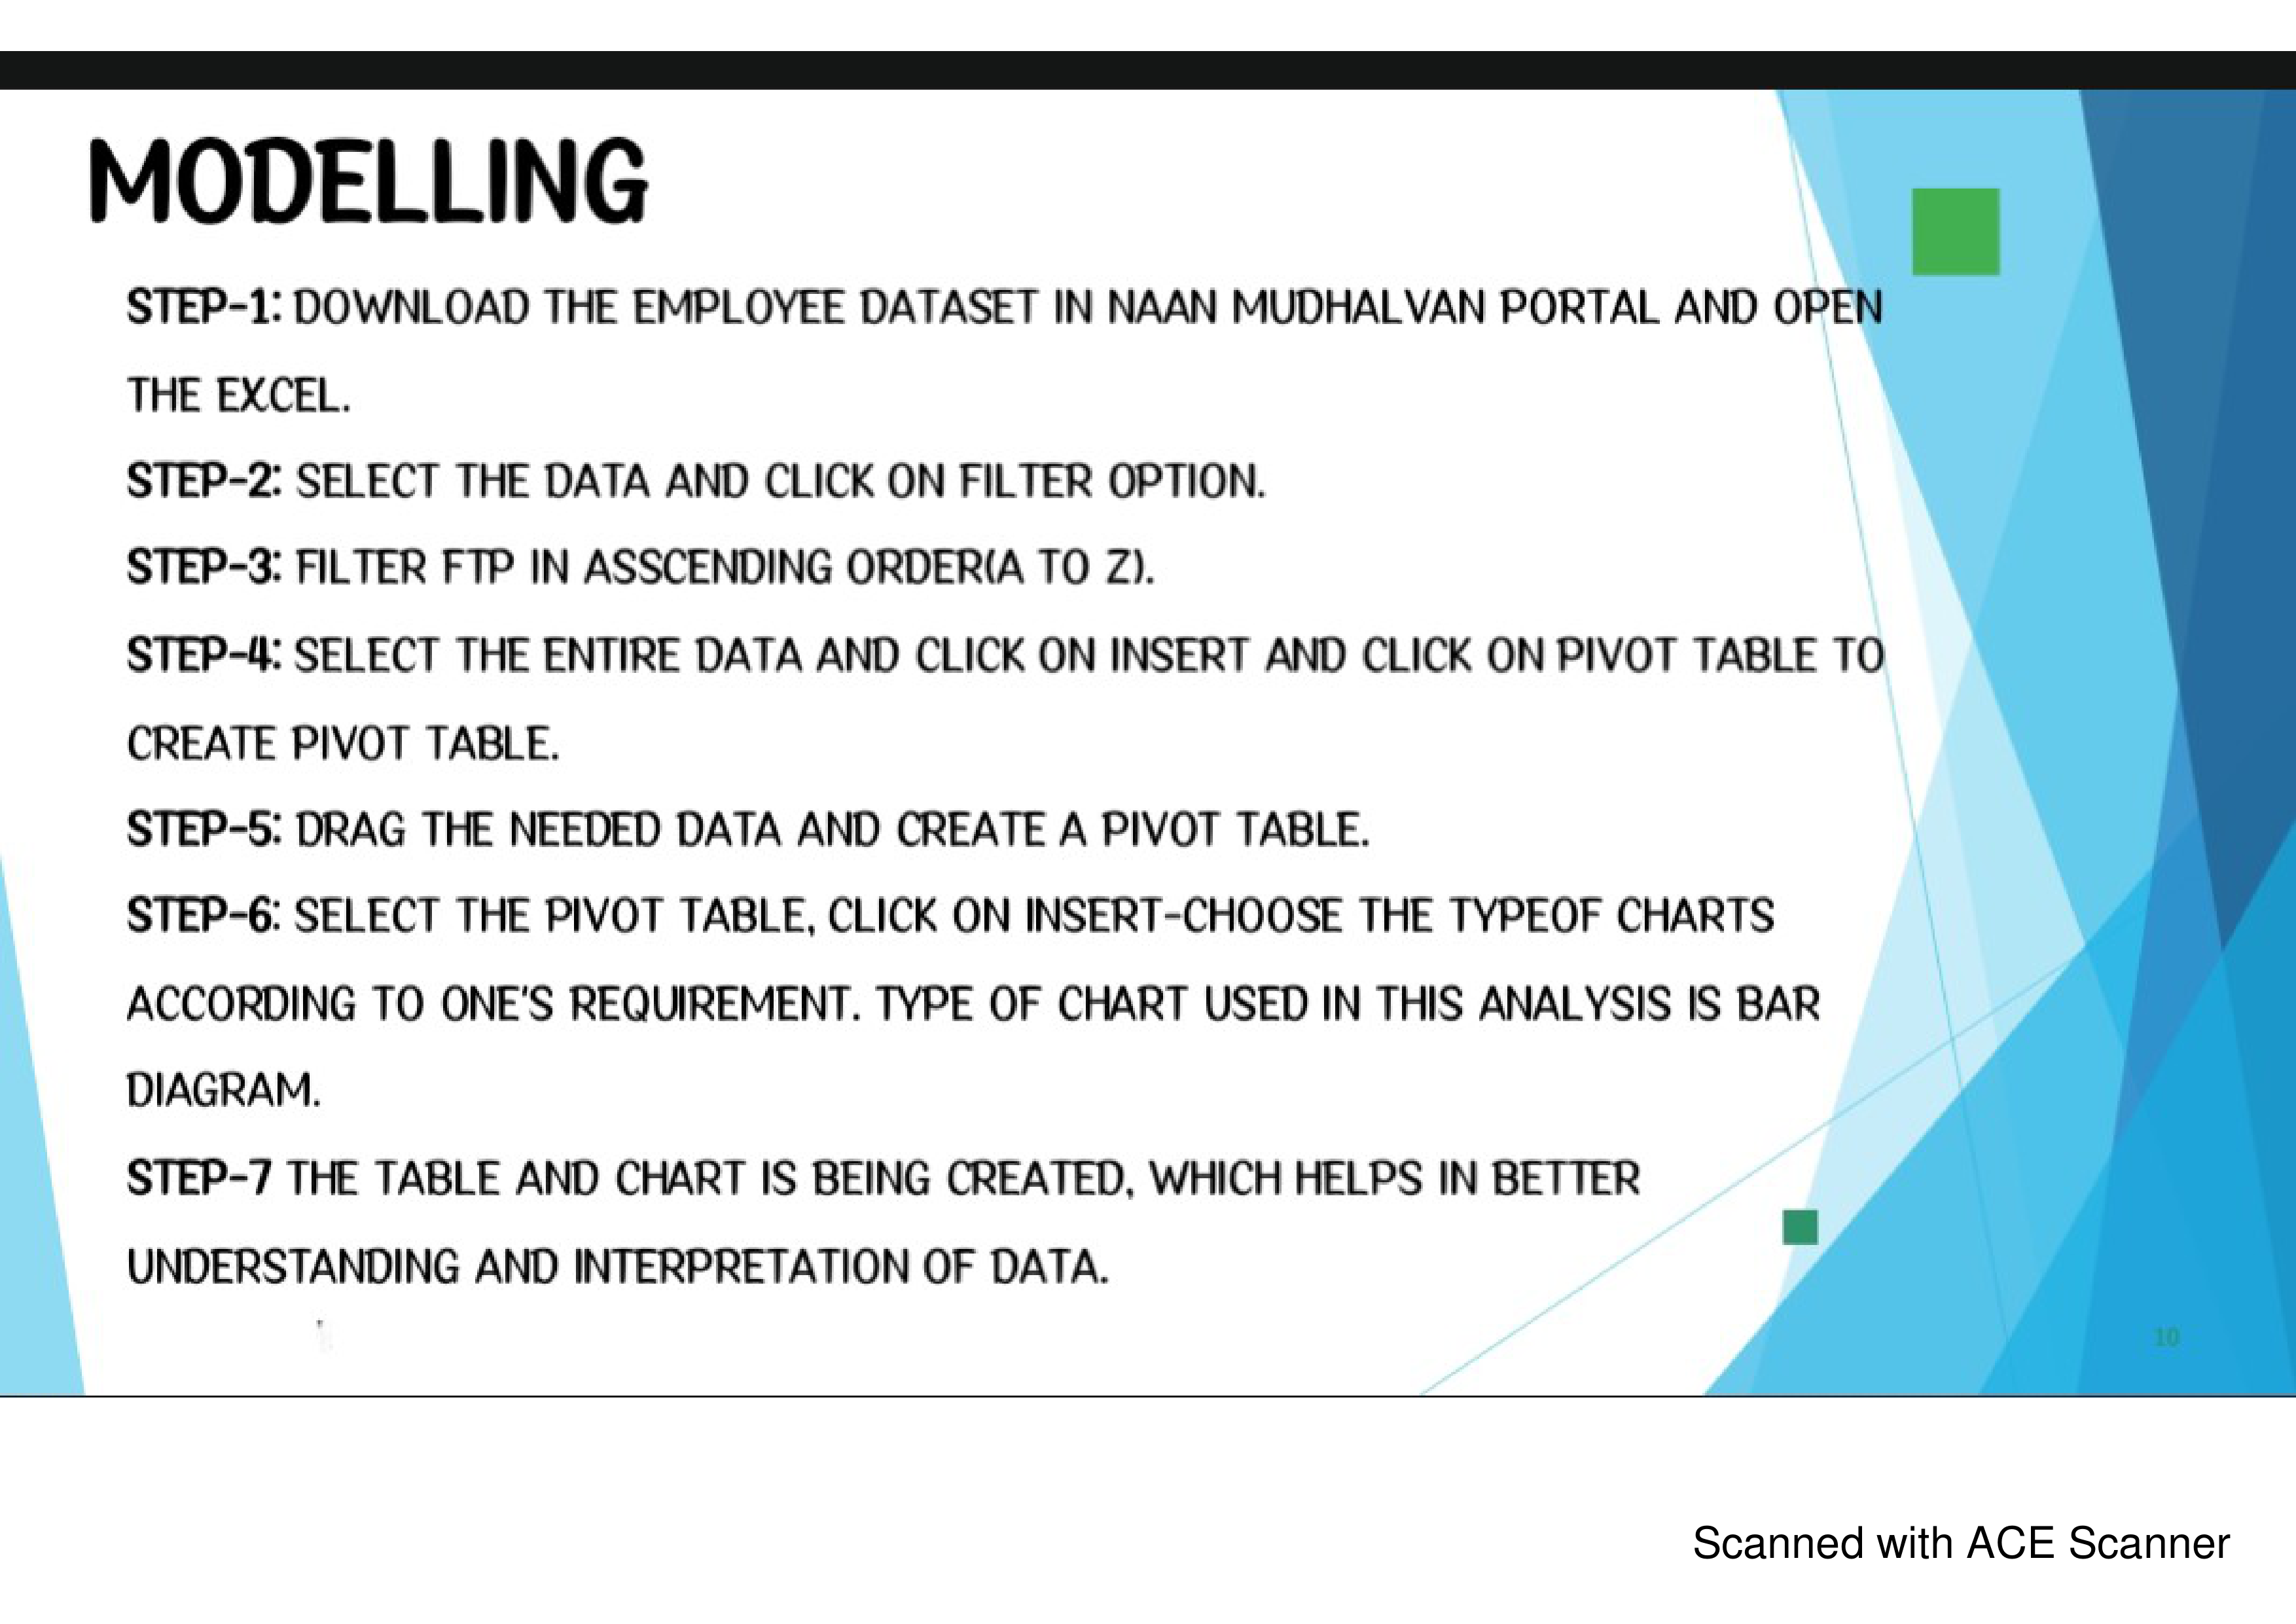 MODELLING
STEP-1: DOWNLOAD THE EMPLOYEE DATASET IN NAAN MUDHALVAN PORTAL AND OPEN
THE EXCEL.
STEP-2: SELECT THE DATA AND CLICK ON FILTER OPTION.
STEP-3: FILTER FTP IN ASSCENDING ORDER(A TO Z).
STEP-4: SELECT THE ENTIRE DATA AND CLICK ON INSERT AND CLICK ON PIVOT TABLE TO
CREATE PIVOT TABLE.
STEP-5: DRAG THE NEEDED DATA AND CREATE A PIVOT TABLE.
STEP-6: SELECT THE PIVOT TABLE, CLICK ON INSERT-CHOOSE THE TYPEOF CHARTS
ACCORDING TO ONE'S REQUIREMENT. TYPE OF CHART USED IN THIS ANALYSIS IS BAR
DIAGRAM.
STEP-7 THE TABLE AND CHART IS BEING CREATED, WHICH HELPS IN BETTER
UNDERSTANDING AND INTERPRETATION OF DATA.
10
Scanned with ACE Scanner